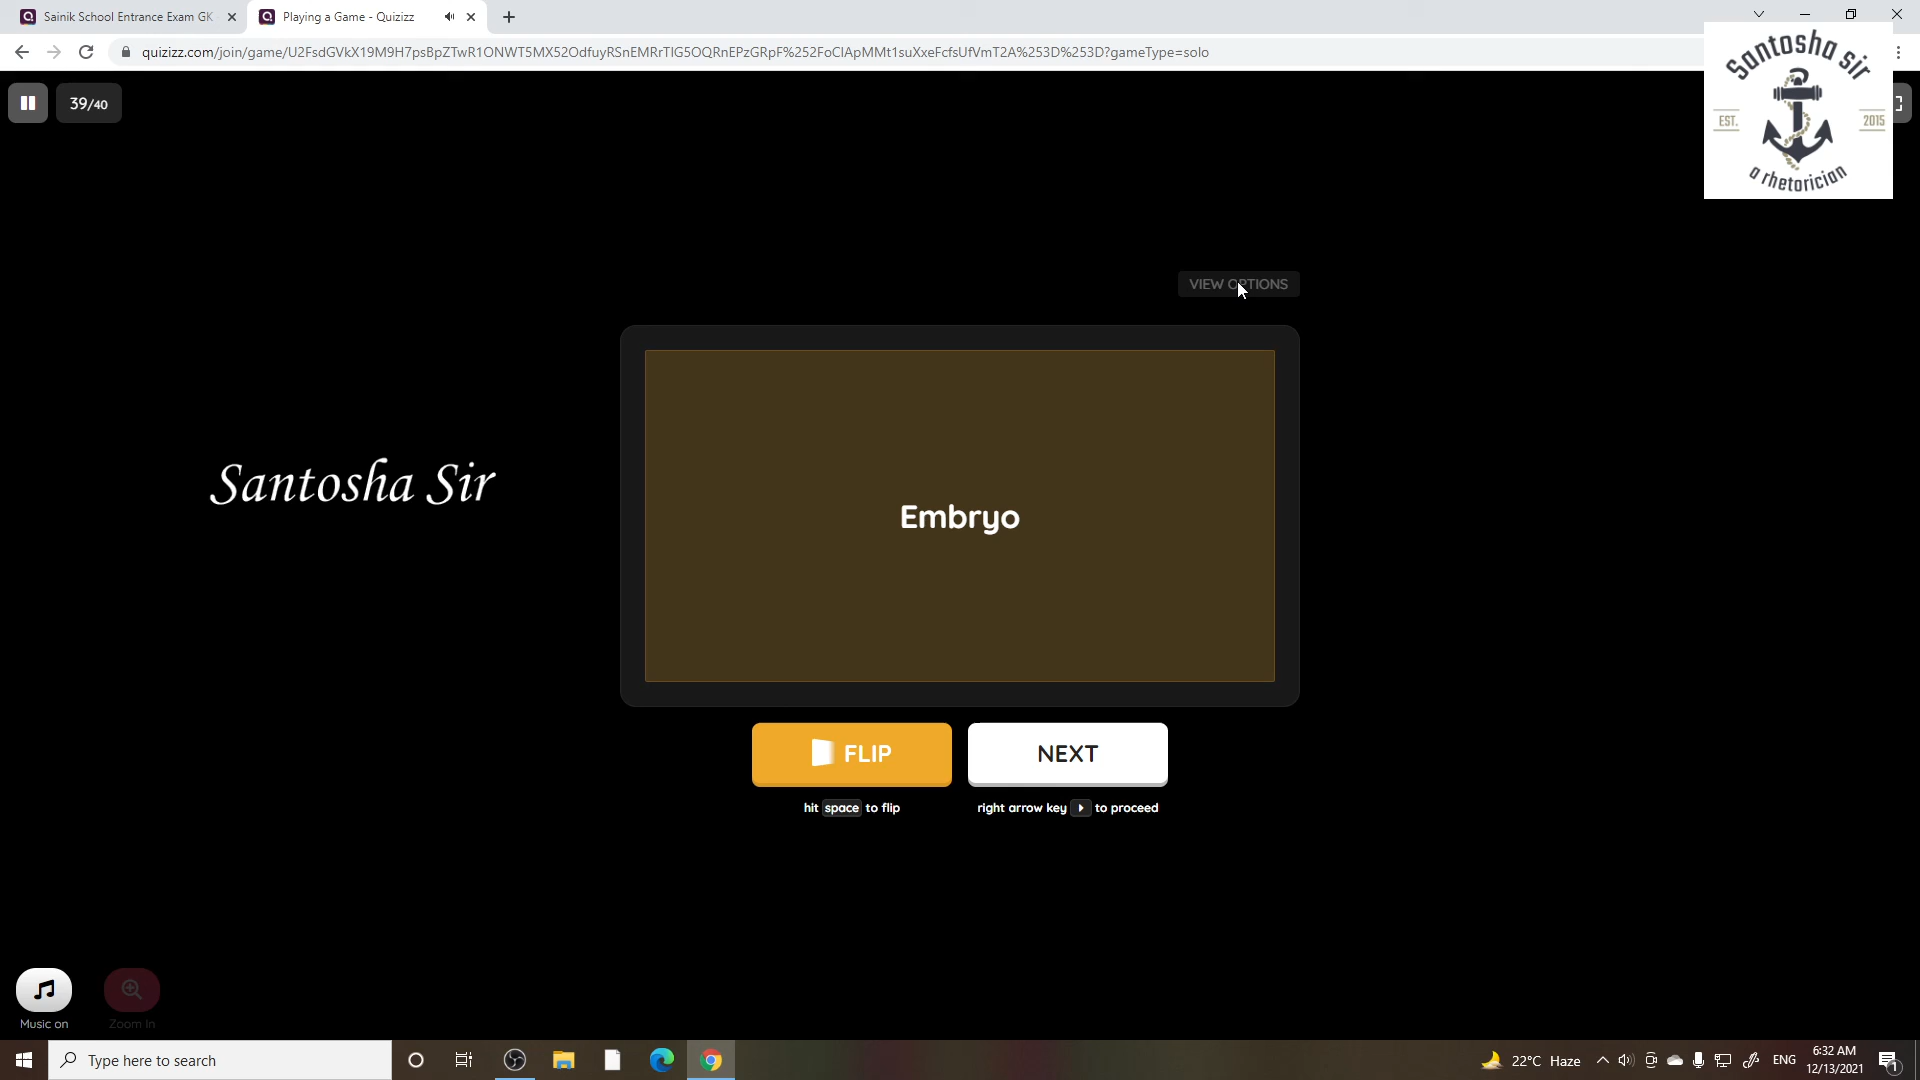 Sainik School Entrance Exam GK
Playing a Game - Quizizz
quizizz.com/join/game/U2FsdGVkX19M9H7psBpZTwR1ONWT5MX52OdfuyRSnEMRrTIG5OQRnEPzGRpF%252FoCIApMMt1suXxeFcfsUfVmT2A%253D%253D?gameType=solo
Santosha sir
EST. 2015
a rhetorician
39/40
VIEW OPTIONS
Santosha Sir
Embryo
FLIP
NEXT
hit space to flip
right arrow key to proceed
Music on
Zoom in
Type here to search
22°C Haze
ENG
6:32 AM
12/13/2021
1